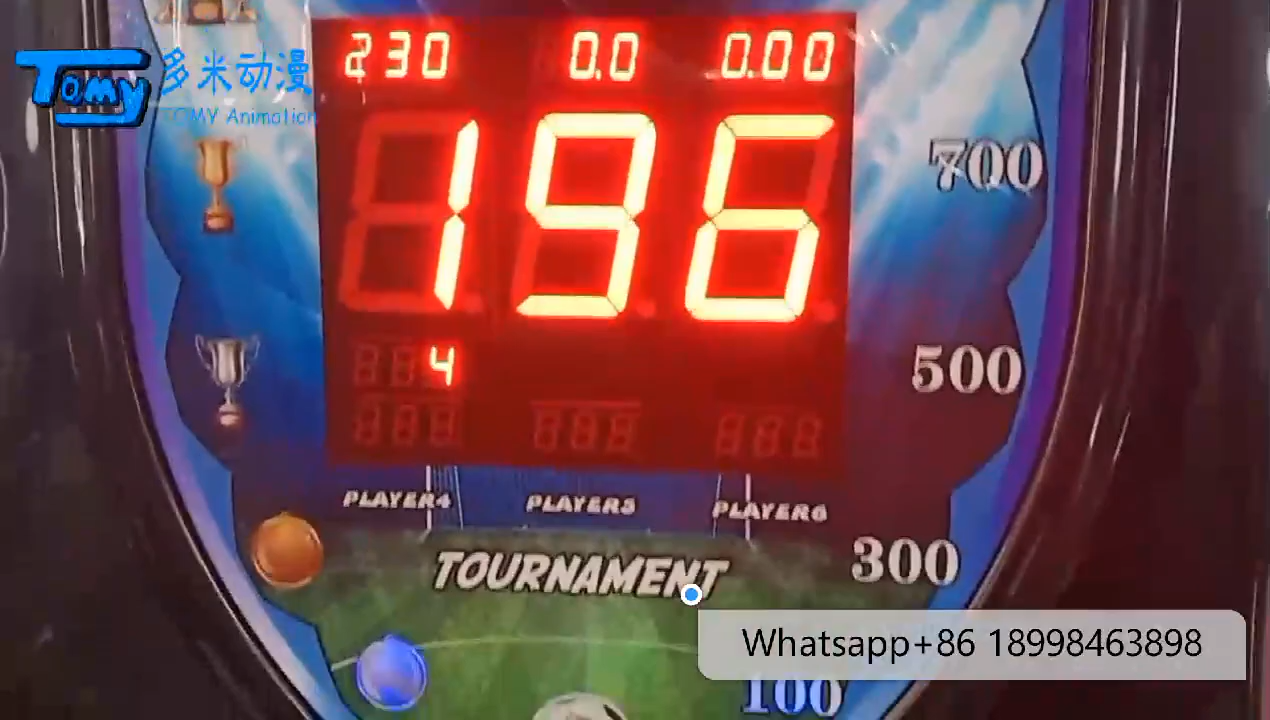 230 0.0 0.00
Tomy 多米动漫
TOMY Animation
196
700
4
500
PLAYER4 PLAYER5 PLAYER6
TOURNAMENT
300
Whatsapp+86 18998463898
100